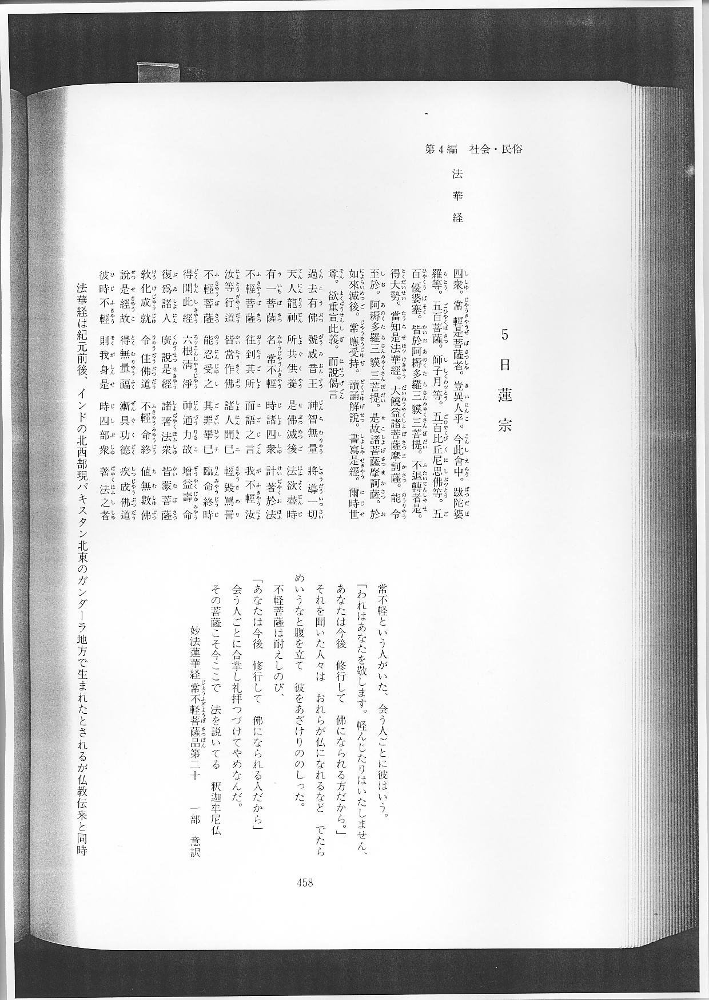 第4編　社会・民俗
5　日蓮宗
法華経
四衆。常輕是菩薩者。豈異人乎。今此會中。跋陀婆
羅等。五百菩薩。師子月等。五百比丘尼思佛等。五
百優婆塞。皆於阿耨多羅三藐三菩提。不退轉者是。
得大勢。當知是法華經。大饒益諸菩薩摩訶薩。能令
至於。阿耨多羅三藐三菩提。是故諸菩薩摩訶薩。於
如來滅後。常應受持。讀誦解說。書寫是經。爾時世
尊。欲重宣此義。而說偈言
過去有佛　號威音王　神智無量　將導一切
天人龍神　所共供養　是佛滅後　法欲盡時
有一菩薩　名常不輕　時諸四衆　計著於法
不輕菩薩　往到其所　而語之言　我不輕汝
汝等行道　皆當作佛　諸人聞已　輕毀罵詈
不輕菩薩　能忍受之　其罪畢已　臨命終時
得聞此經　六根淸淨　神通力故　增益壽命
復爲諸人　廣說是經　諸著法衆　皆蒙菩薩
敎化成就　令住佛道　不輕命終　値無數佛
說是經故　得無量福　漸具功德　疾成佛道
彼時不輕　則我身是　時四部衆　著法之者
常不軽という人がいた、会う人ごとに彼はいう。
「われはあなたを敬します。軽んじたりはいたしません、
あなたは今後　修行して　佛になられる方だから。」
それを聞いた人々は　おれらが仏になれるなど　でたら
めいうなと腹を立て　彼をあざけりののしった。
不軽菩薩は耐えしのび、
「あなたは今後　修行して　佛になられる人だから」
会う人ごとに合掌し礼拝つづけてやめなんだ。
その菩薩こそ今ここで　法を説いてる　釈迦牟尼仏
妙法蓮華経常不軽菩薩品第二十　一部　意訳
法華経は紀元前後、インドの北西部現パキスタン北東のガンダーラ地方で生まれたとされるが仏教伝来と同時
458